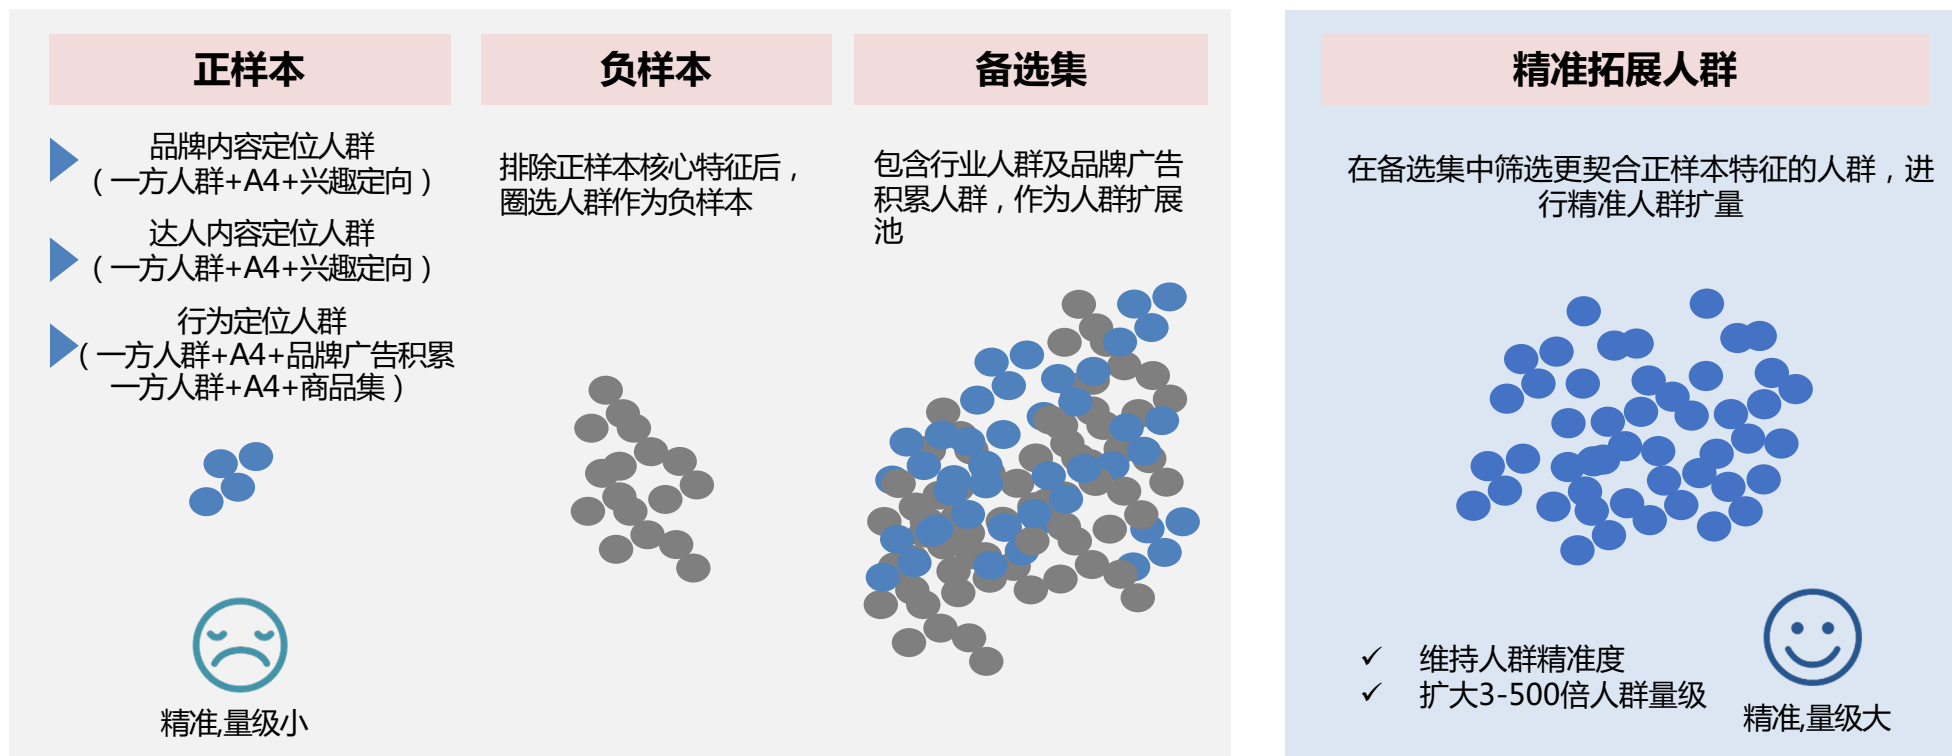 正样本
品牌内容定位人群
（一方人群+A4+兴趣定向）
达人内容定位人群
（一方人群+A4+兴趣定向）
行为定位人群
（一方人群+A4+品牌广告积累
一方人群+A4+商品集）
精准,量级小
负样本
排除正样本核心特征后，
圈选人群作为负样本
备选集
包含行业人群及品牌广告
积累人群，作为人群扩展
池
精准拓展人群
在备选集中筛选更契合正样本特征的人群，进
行精准人群扩量
✓ 维持人群精准度
✓ 扩大3-500倍人群量级
精准,量级大